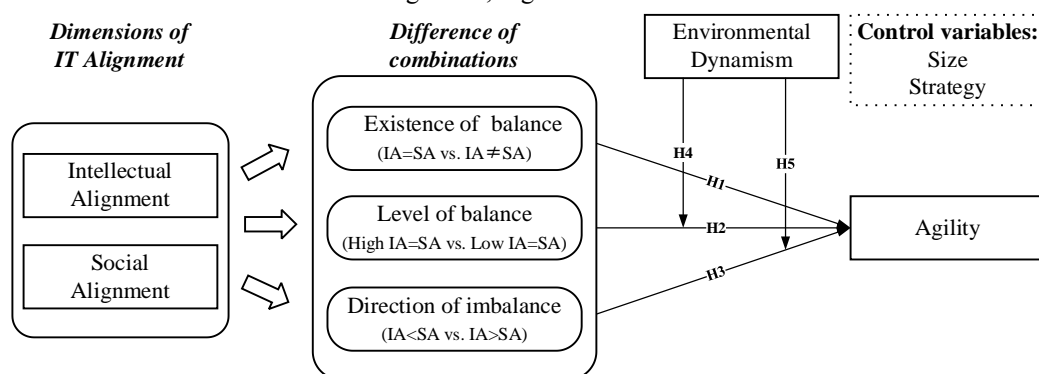 Dimensions of
IT Alignment
Difference of
combinations
Environmental
Dynamism
Control variables:
Size
Strategy
Intellectual
Alignment
Social
Alignment
Existence of balance
(IA=SA vs. IA≠SA)
Level of balance
(High IA=SA vs. Low IA=SA)
Direction of imbalance
(IA<SA vs. IA>SA)
H4
H5
H1
H2
H3
Agility